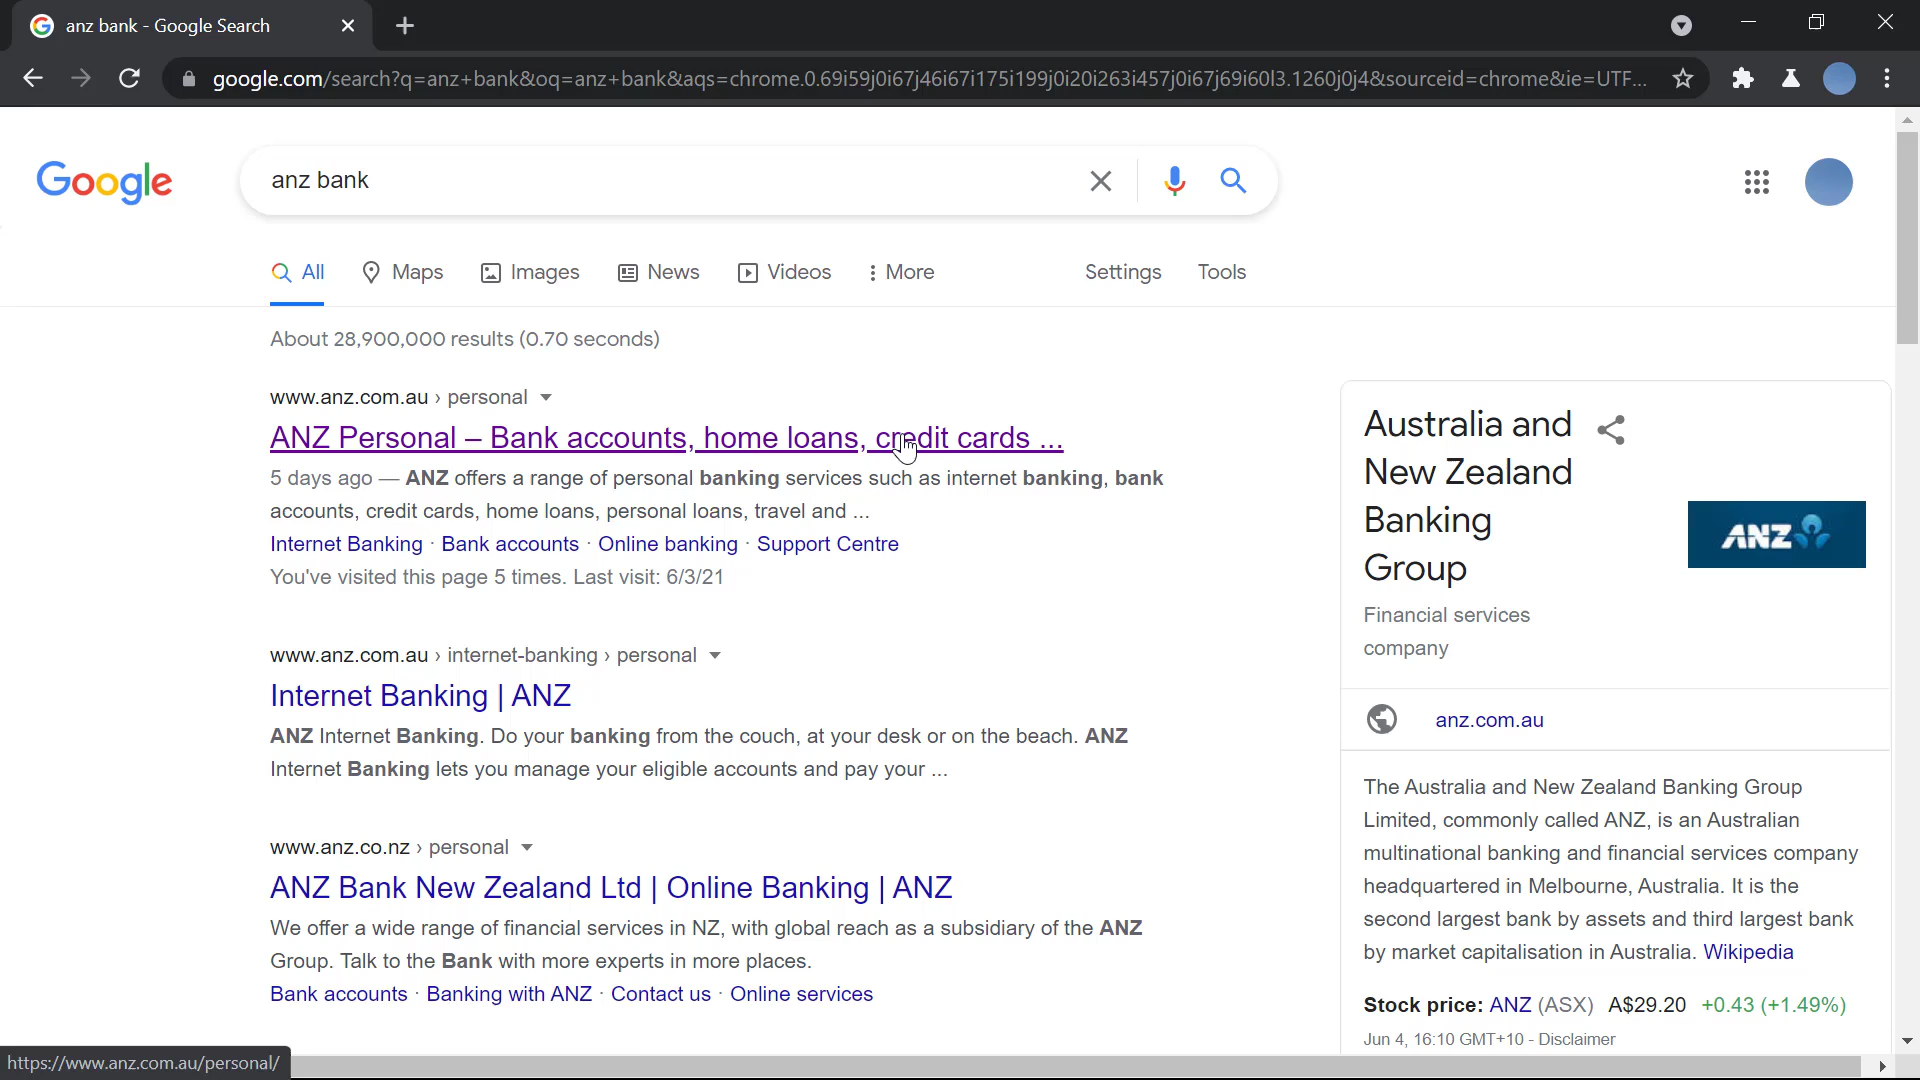 anz bank - Google Search
google.com/search?q=anz+bank&oq=anz+bank&aqs=chrome.0.69i59j0i67j46i67i175i199j0i20i263i457j0i67j69i60l3.1260j0j4&sourceid=chrome&ie=UTF...
Google
anz bank
All Maps Images News Videos More Settings Tools
About 28,900,000 results (0.70 seconds)
www.anz.com.au › personal
ANZ Personal – Bank accounts, home loans, credit cards ...
5 days ago — ANZ offers a range of personal banking services such as internet banking, bank
accounts, credit cards, home loans, personal loans, travel and ...
Internet Banking · Bank accounts · Online banking · Support Centre
You've visited this page 5 times. Last visit: 6/3/21
www.anz.com.au › internet-banking › personal
Internet Banking | ANZ
ANZ Internet Banking. Do your banking from the couch, at your desk or on the beach. ANZ
Internet Banking lets you manage your eligible accounts and pay your ...
www.anz.co.nz › personal
ANZ Bank New Zealand Ltd | Online Banking | ANZ
We offer a wide range of financial services in NZ, with global reach as a subsidiary of the ANZ
Group. Talk to the Bank with more experts in more places.
Bank accounts · Banking with ANZ · Contact us · Online services
Australia and
New Zealand
Banking
Group
ANZ
Financial services
company
anz.com.au
The Australia and New Zealand Banking Group
Limited, commonly called ANZ, is an Australian
multinational banking and financial services company
headquartered in Melbourne, Australia. It is the
second largest bank by assets and third largest bank
by market capitalisation in Australia. Wikipedia
Stock price: ANZ (ASX) A$29.20 +0.43 (+1.49%)
Jun 4, 16:10 GMT+10 - Disclaimer
https://www.anz.com.au/personal/